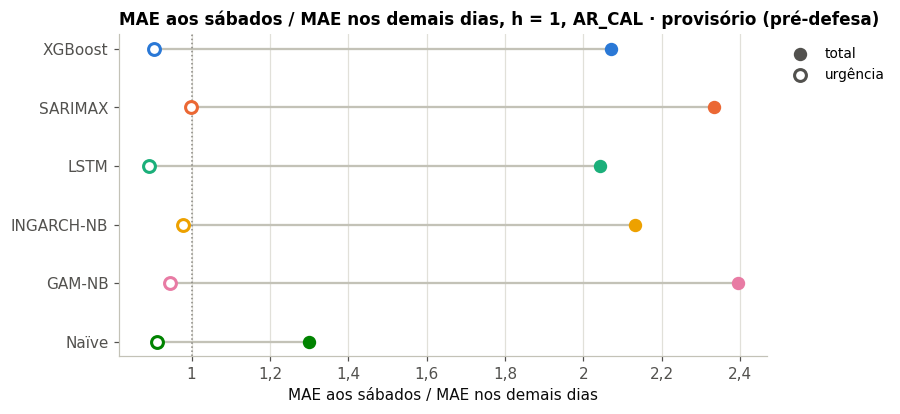 MAE aos sábados / MAE nos demais dias, h = 1, AR_CAL · provisório (pré-defesa)
total
urgência
XGBoost
SARIMAX
LSTM
INGARCH-NB
GAM-NB
Naïve
1
1,2
1,4
1,6
1,8
2
2,2
2,4
MAE aos sábados / MAE nos demais dias